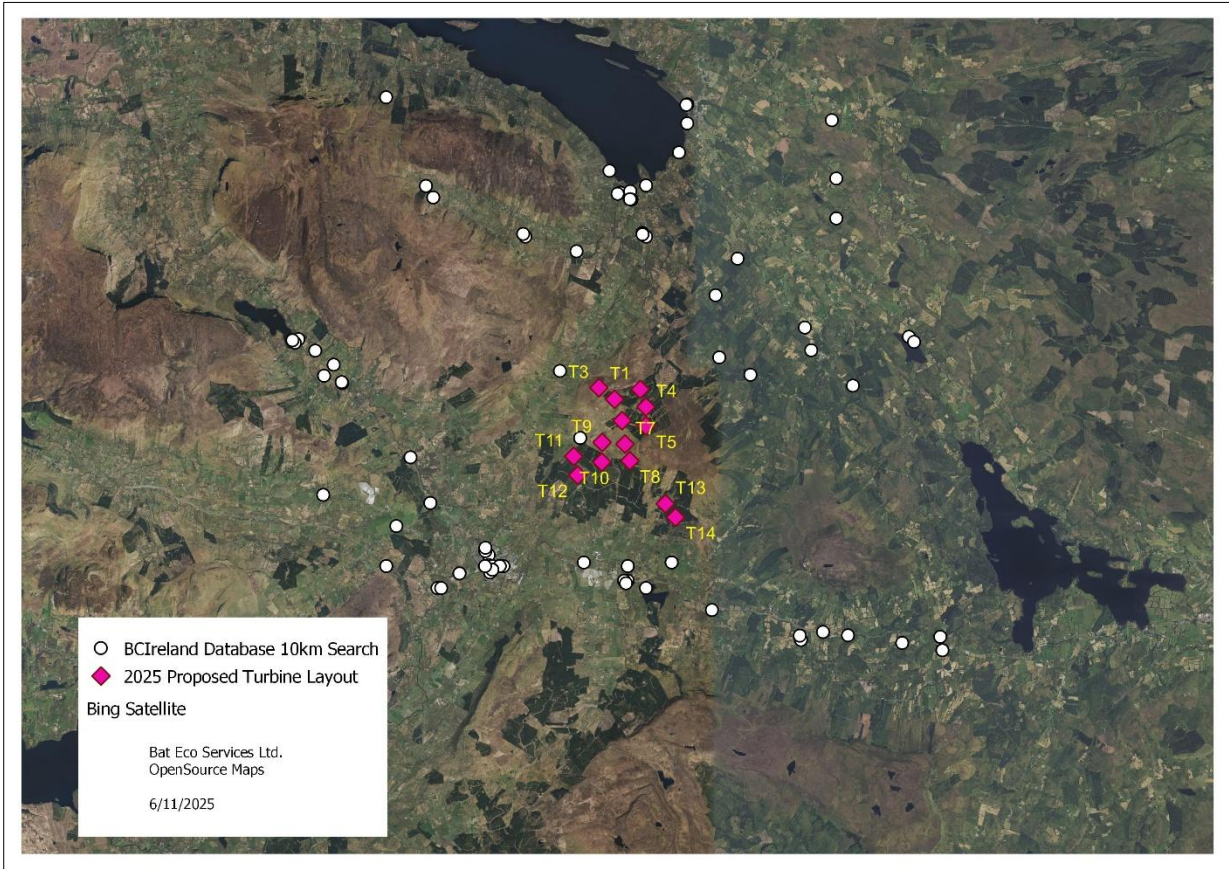 T3
T1
T4
T9
T7
T11
T5
T10
T8
T12
T13
T14
BCIreland Database 10km Search
2025 Proposed Turbine Layout
Bing Satellite
Bat Eco Services Ltd.
OpenSource Maps
6/11/2025